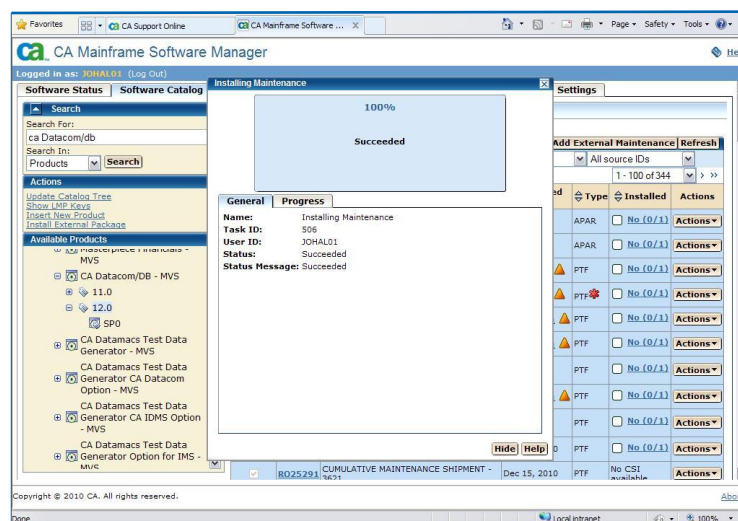 Favorites
CA Support Online
CA Mainframe Software ...
Page
Safety
Tools
CA Mainframe Software Manager
He
Logged in as: JOHAL01 (Log Out)
Software Status
Software Catalog
Settings
Installing Maintenance
100%
Succeeded
General
Progress
Name: Installing Maintenance
Task ID: 506
User ID: JOHAL01
Status: Succeeded
Status Message: Succeeded
Hide
Help
Search
Search For:
ca Datacom/db
Search In:
Products
Search
Actions
Update Catalog Tree
Show LMP Keys
Insert New Product
Install External Package
Available Products
Masterpiece Financials -
MVS
CA Datacom/DB - MVS
11.0
12.0
SP0
CA Datamacs Test Data
Generator - MVS
CA Datamacs Test Data
Generator CA Datacom
Option - MVS
CA Datamacs Test Data
Generator CA IDMS Option
- MVS
CA Datamacs Test Data
Generator Option for IMS -
MVS
Add External Maintenance
Refresh
All source IDs
1 - 100 of 344
ed
Type
Installed
Actions
APAR No (0/1) Actions
APAR No (0/1) Actions
PTF No (0/1) Actions
PTF No (0/1) Actions
PTF No (0/1) Actions
PTF No (0/1) Actions
PTF No (0/1) Actions
PTF No (0/1) Actions
PTF No (0/1) Actions
0 PTF No (0/1) Actions
RO25291 CUMULATIVE MAINTENANCE SHIPMENT - Dec 15, 2010 PTF No CSI Actions
3621 available
Copyright © 2010 CA. All rights reserved.
Abo
Done
Local intranet
100%